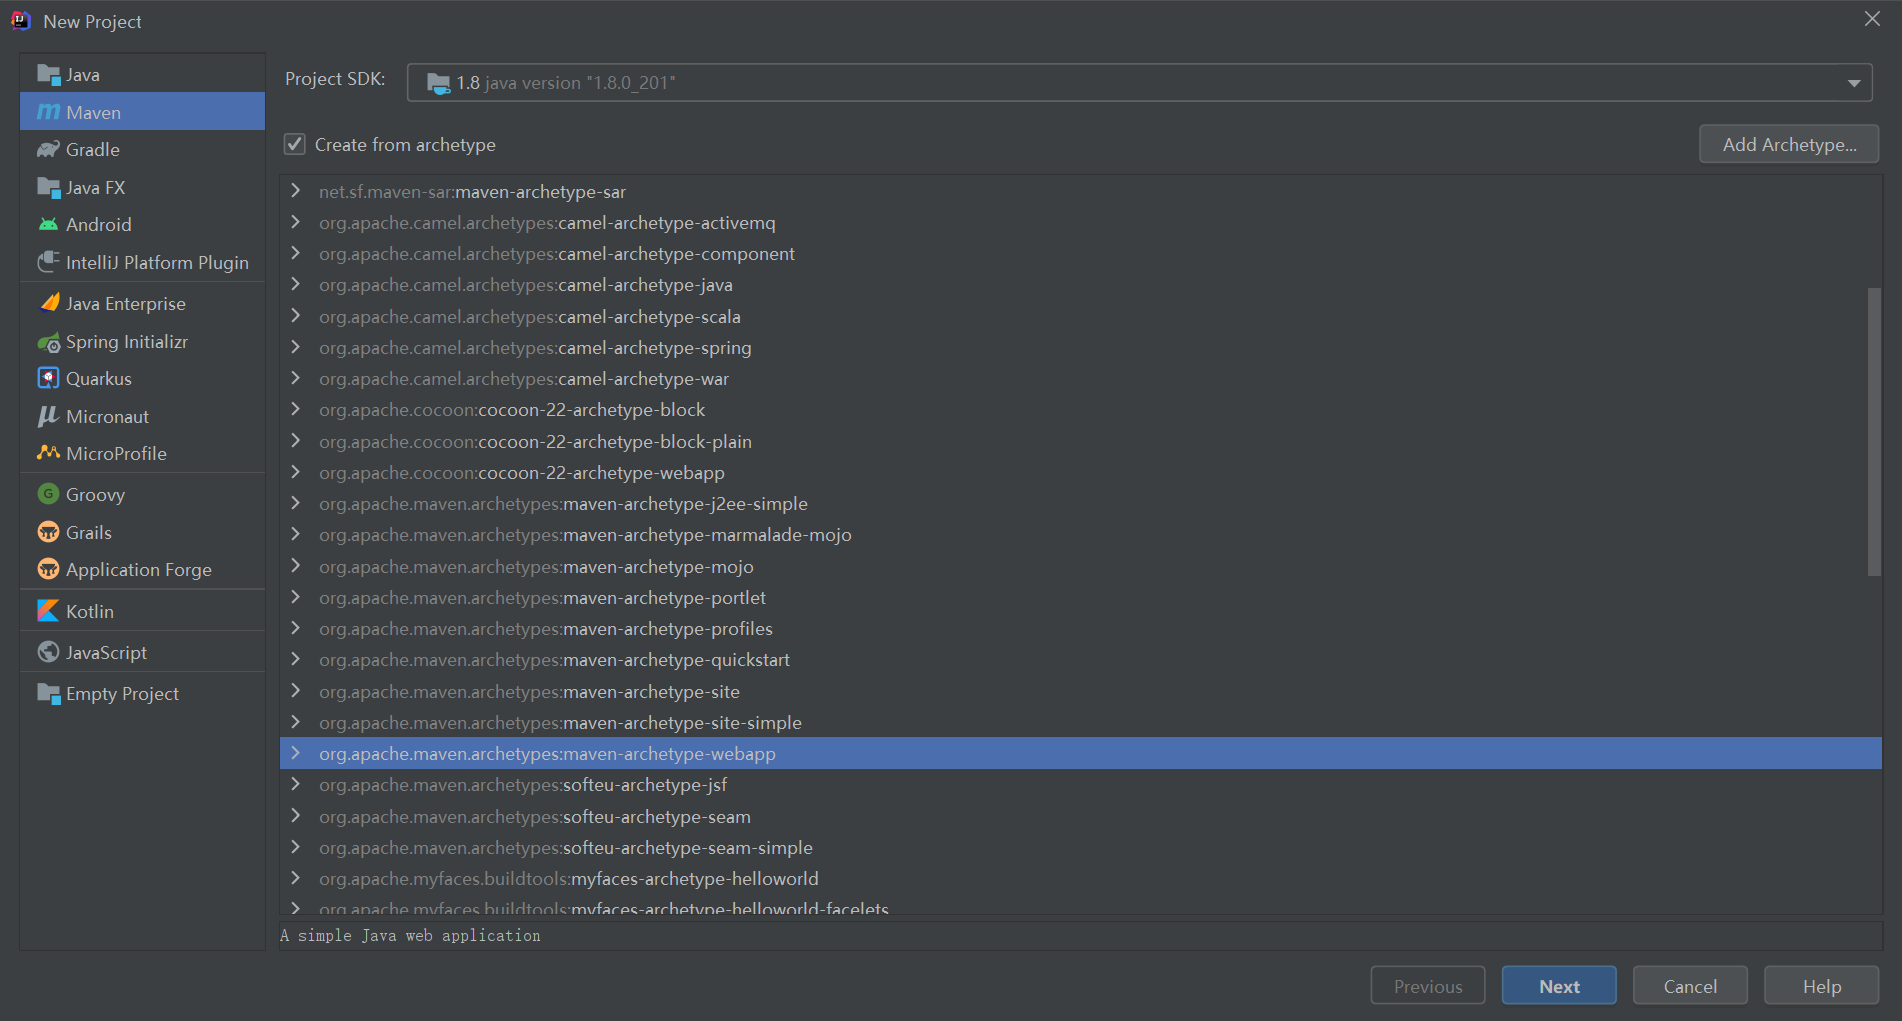 New Project
Java
Maven
Gradle
Java FX
Android
IntelliJ Platform Plugin
Java Enterprise
Spring Initializr
Quarkus
Micronaut
MicroProfile
Groovy
Grails
Application Forge
Kotlin
JavaScript
Empty Project
Project SDK: 1.8 java version "1.8.0_201"
Create from archetype
Add Archetype...
net.sf.maven-sar:maven-archetype-sar
org.apache.camel.archetypes:camel-archetype-activemq
org.apache.camel.archetypes:camel-archetype-component
org.apache.camel.archetypes:camel-archetype-java
org.apache.camel.archetypes:camel-archetype-scala
org.apache.camel.archetypes:camel-archetype-spring
org.apache.camel.archetypes:camel-archetype-war
org.apache.cocoon:cocoon-22-archetype-block
org.apache.cocoon:cocoon-22-archetype-block-plain
org.apache.cocoon:cocoon-22-archetype-webapp
org.apache.maven.archetypes:maven-archetype-j2ee-simple
org.apache.maven.archetypes:maven-archetype-marmalade-mojo
org.apache.maven.archetypes:maven-archetype-mojo
org.apache.maven.archetypes:maven-archetype-portlet
org.apache.maven.archetypes:maven-archetype-profiles
org.apache.maven.archetypes:maven-archetype-quickstart
org.apache.maven.archetypes:maven-archetype-site
org.apache.maven.archetypes:maven-archetype-site-simple
org.apache.maven.archetypes:maven-archetype-webapp
org.apache.maven.archetypes:softeu-archetype-jsf
org.apache.maven.archetypes:softeu-archetype-seam
org.apache.maven.archetypes:softeu-archetype-seam-simple
org.apache.myfaces.buildtools:myfaces-archetype-helloworld
org.apache.myfaces.buildtools:myfaces-archetype-helloworld-facelets
A simple Java web application
Previous
Next
Cancel
Help